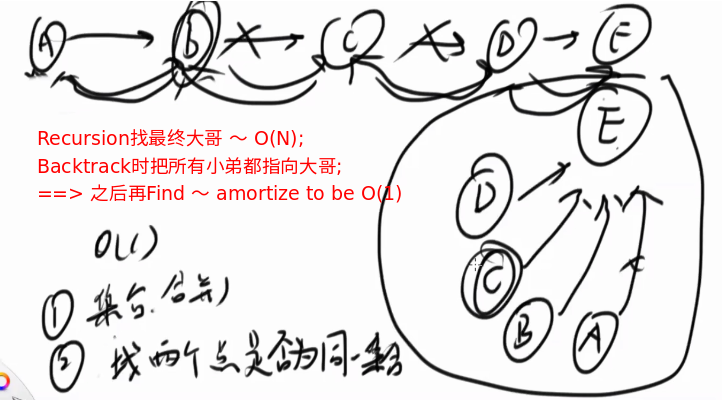 A B C D E
Recursion找最终大哥 ～ O(N);
Backtrack时把所有小弟都指向大哥;
==> 之后再Find ～ amortize to be O(1)
E
D
C
B A
O(1)
① 集合合并
② 找两个点是否为同一集合